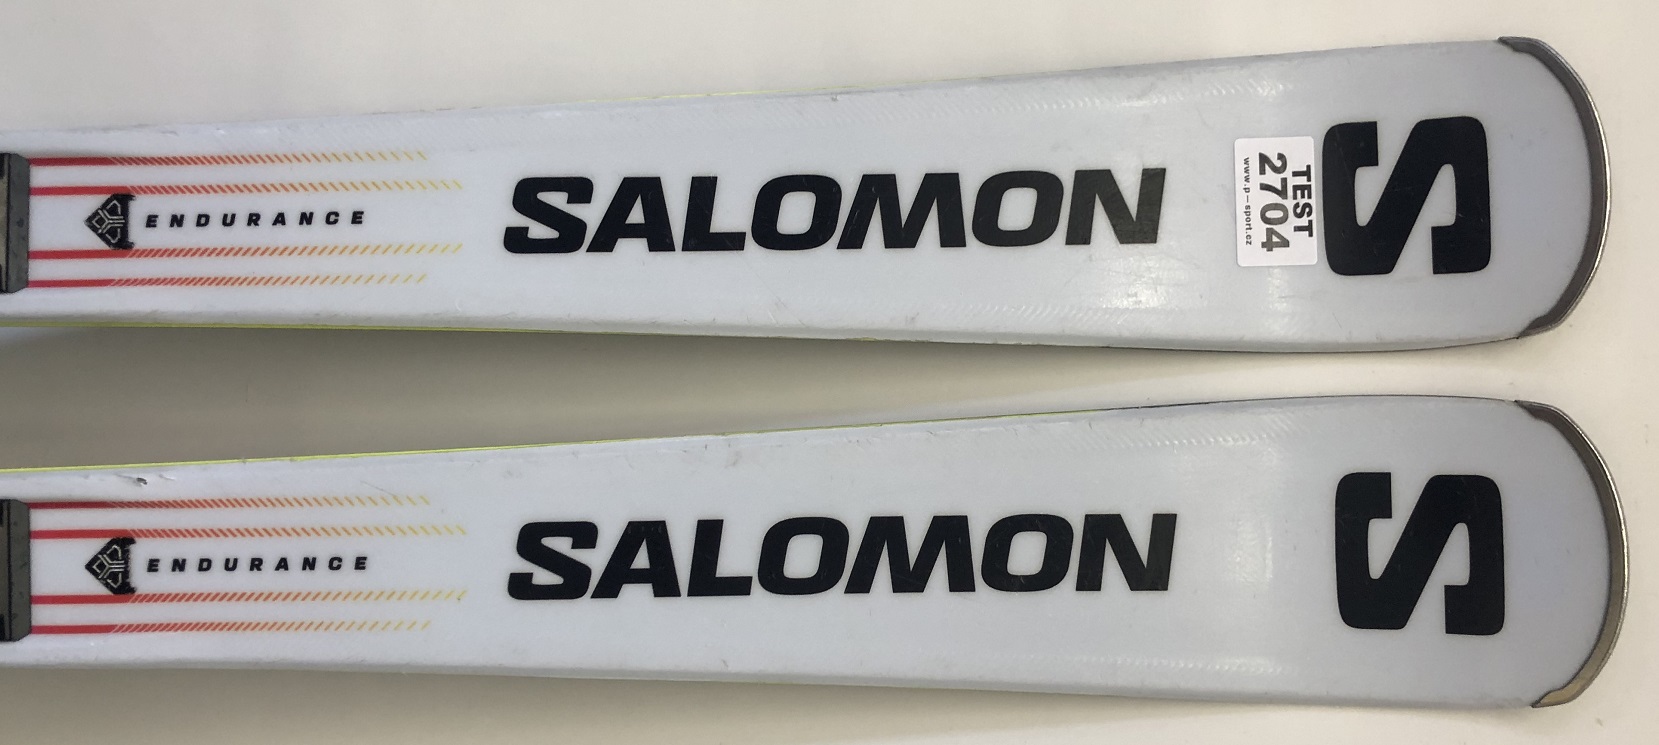 ENDURANCE
SALOMON
TEST
2704
www.p-sport.cz
S
ENDURANCE
SALOMON
S